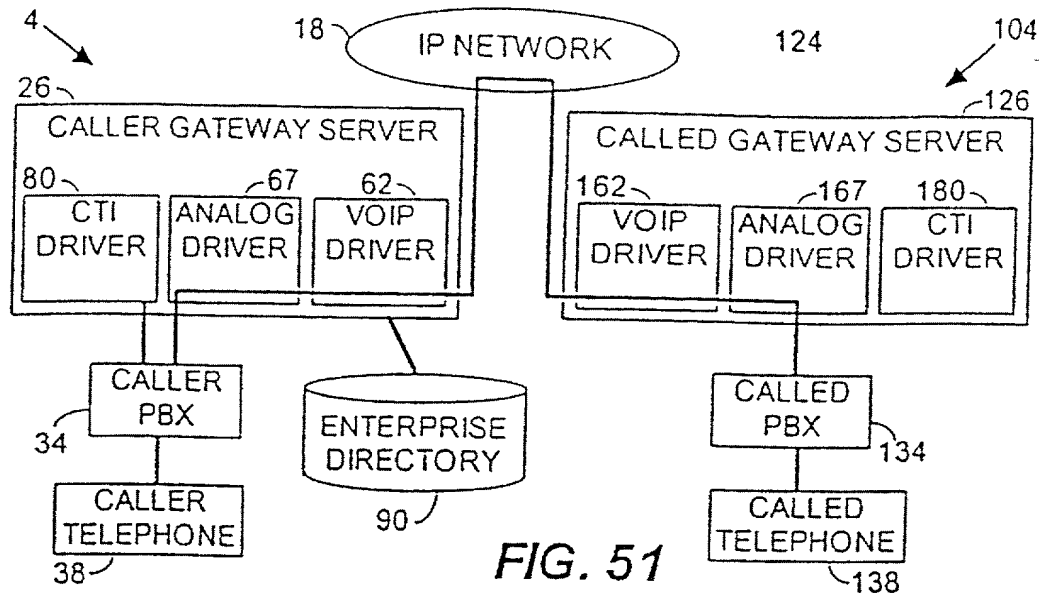 4
18
IP NETWORK
124
104
26
CALLER GATEWAY SERVER
80
CTI
DRIVER
67
ANALOG
DRIVER
62
VOIP
DRIVER
126
CALLED GATEWAY SERVER
162
VOIP
DRIVER
167
ANALOG
DRIVER
180
CTI
DRIVER
CALLER
PBX
34
CALLER
TELEPHONE
38
ENTERPRISE
DIRECTORY
90
CALLED
PBX
134
CALLED
TELEPHONE
138
FIG. 51